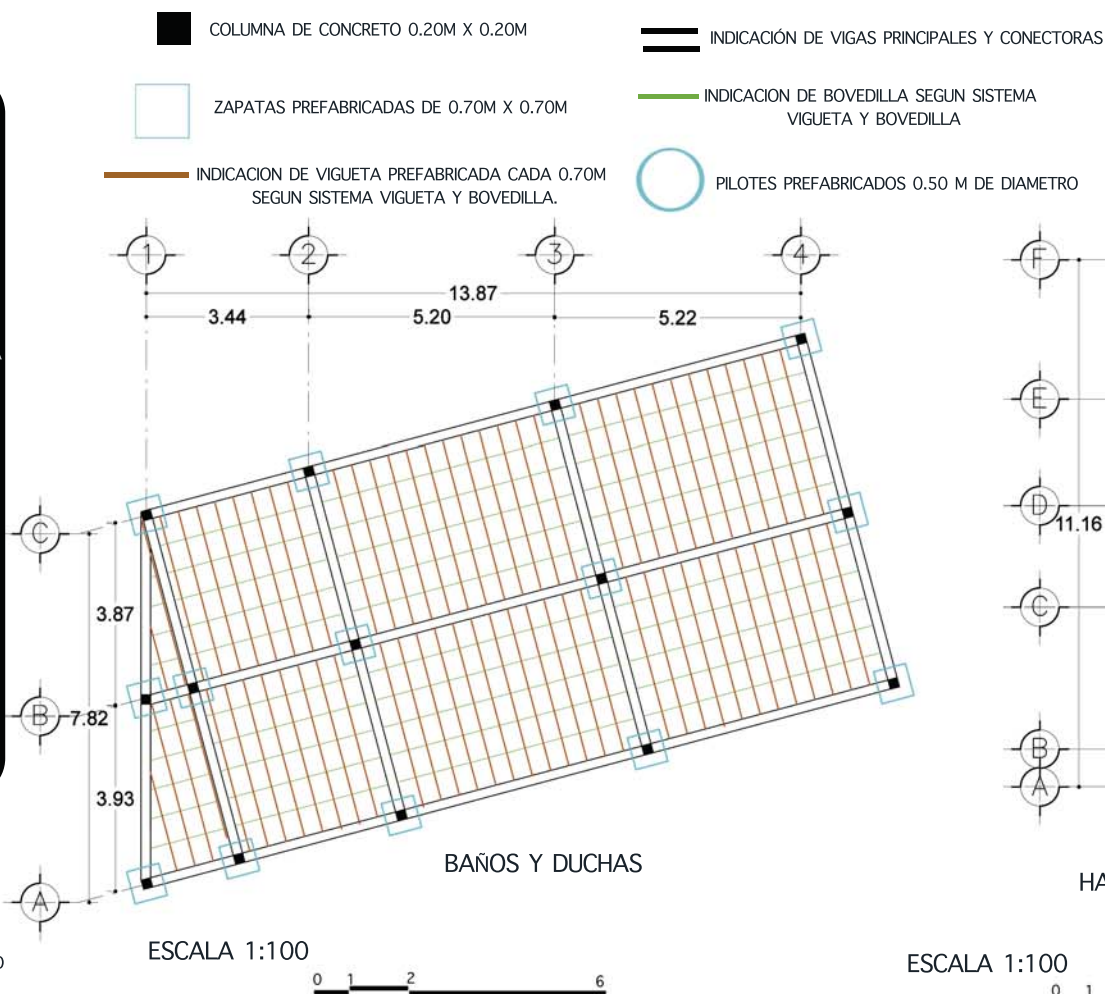 COLUMNA DE CONCRETO 0.20M X 0.20M
INDICACIÓN DE VIGAS PRINCIPALES Y CONECTORAS
ZAPATAS PREFABRICADAS DE 0.70M X 0.70M
INDICACION DE BOVEDILLA SEGUN SISTEMA
VIGUETA Y BOVEDILLA
INDICACION DE VIGUETA PREFABRICADA CADA 0.70M
SEGUN SISTEMA VIGUETA Y BOVEDILLA.
PILOTES PREFABRICADOS 0.50 M DE DIAMETRO
1 2 3 4
13.87
3.44 5.20 5.22
C
3.87
B
7.82
3.93
A
BAÑOS Y DUCHAS
ESCALA 1:100
0 1 2 6
F
E
D
11.16
C
B
A
HA
ESCALA 1:100
0 1